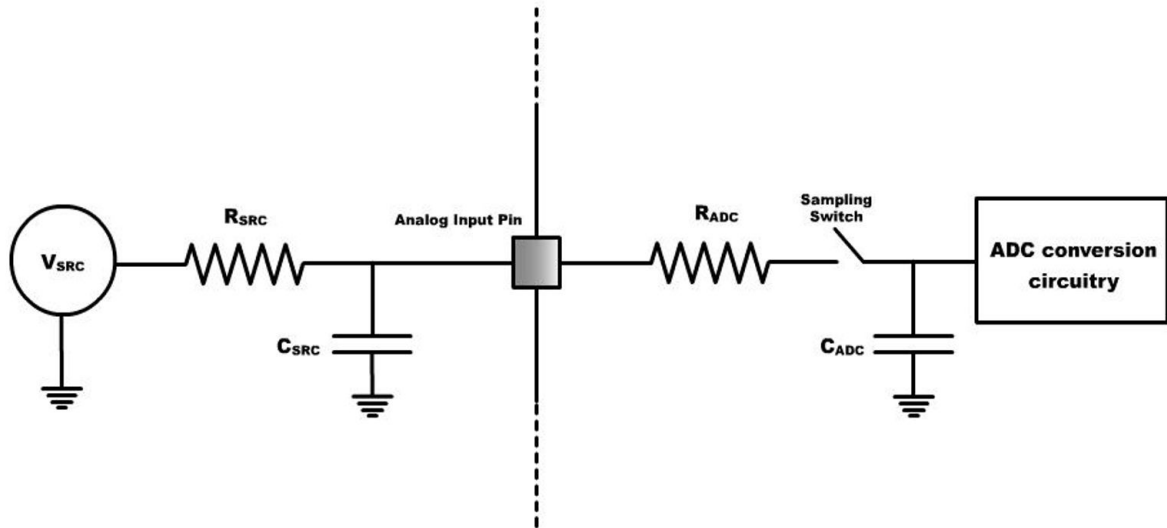 Sampling
Switch
RSRC
Analog Input Pin
RADC
VSRC
ADC conversion
circuitry
CSRC
CADC